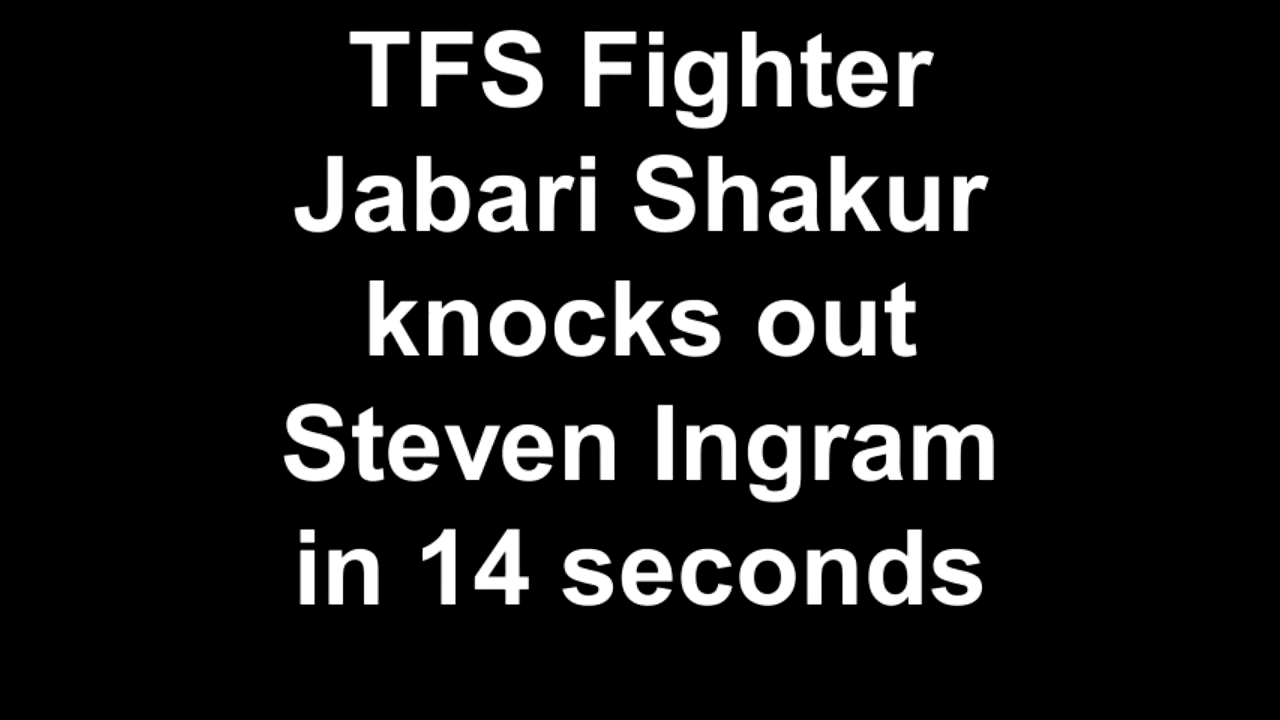 TFS Fighter
Jabari Shakur
knocks out
Steven Ingram
in 14 seconds